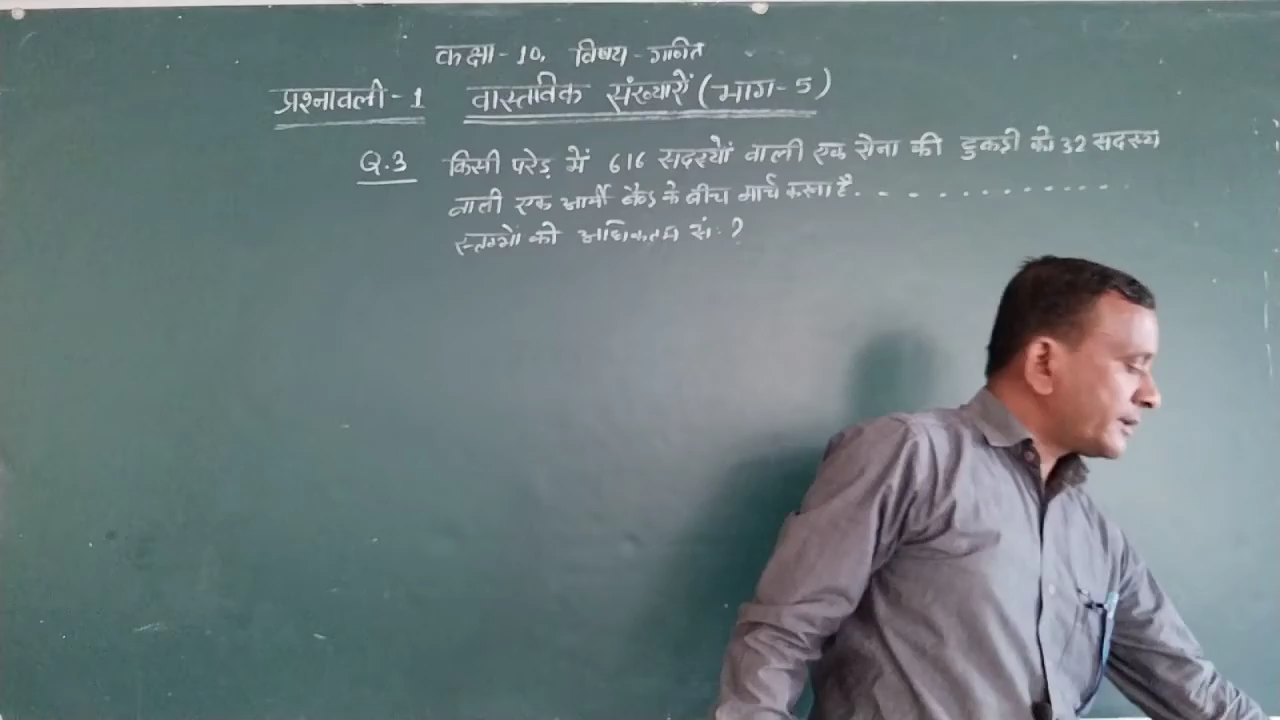 कक्षा - 10, विषय - गणित
प्रश्नावली - 1 वास्तविक संख्याऐं (भाग - 5)
Q.3 किसी परेड़ में 616 सदस्यों वाली एक सेना की टुकड़ी को 32 सदस्य
वाली एक आर्मी बैंड के पीछे मार्च करना है. . . . . . . . . . . . . . . .
स्तम्भों की अधिकतम सं. ?